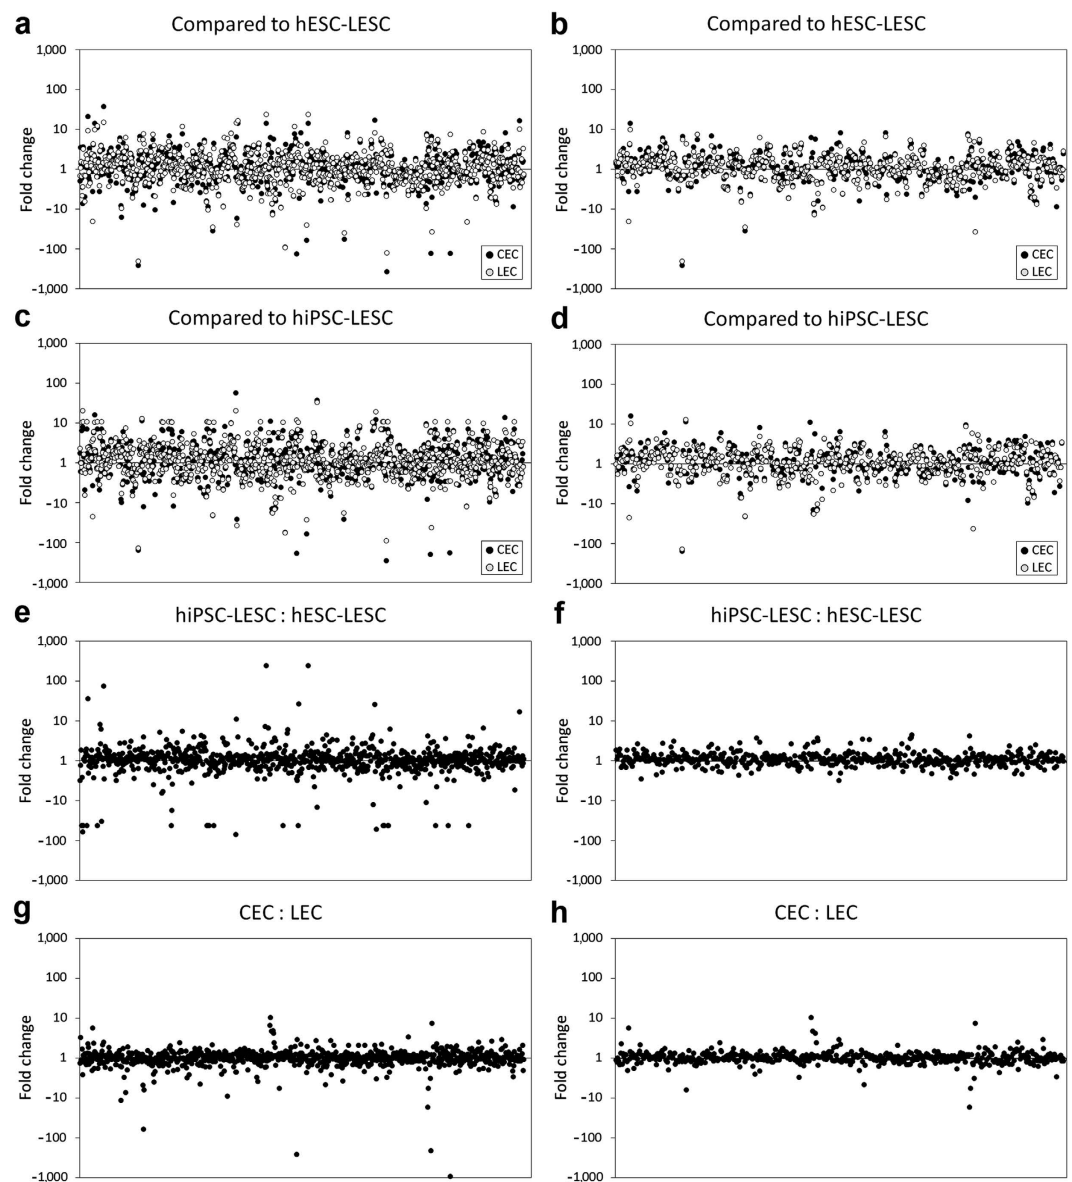 a Compared to hESC-LESC
1,000
100
10
1
-10
-100
-1,000
Fold change
CEC
LEC
b Compared to hESC-LESC
1,000
100
10
1
-10
-100
-1,000
Fold change
CEC
LEC
c Compared to hiPSC-LESC
1,000
100
10
1
-10
-100
-1,000
Fold change
CEC
LEC
d Compared to hiPSC-LESC
1,000
100
10
1
-10
-100
-1,000
Fold change
CEC
LEC
e hiPSC-LESC : hESC-LESC
1,000
100
10
1
-10
-100
-1,000
Fold change
f hiPSC-LESC : hESC-LESC
1,000
100
10
1
-10
-100
-1,000
Fold change
g CEC : LEC
1,000
100
10
1
-10
-100
-1,000
Fold change
h CEC : LEC
1,000
100
10
1
-10
-100
-1,000
Fold change